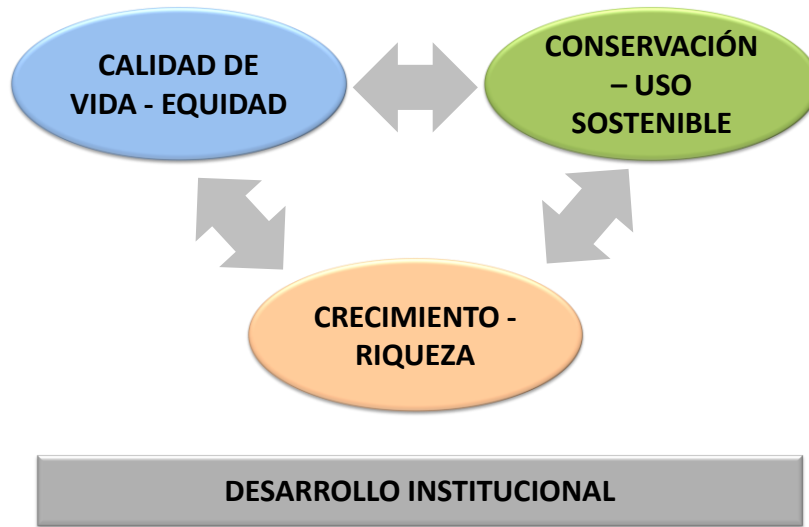 CALIDAD DE
VIDA - EQUIDAD
CONSERVACIÓN
– USO
SOSTENIBLE
CRECIMIENTO -
RIQUEZA
DESARROLLO INSTITUCIONAL